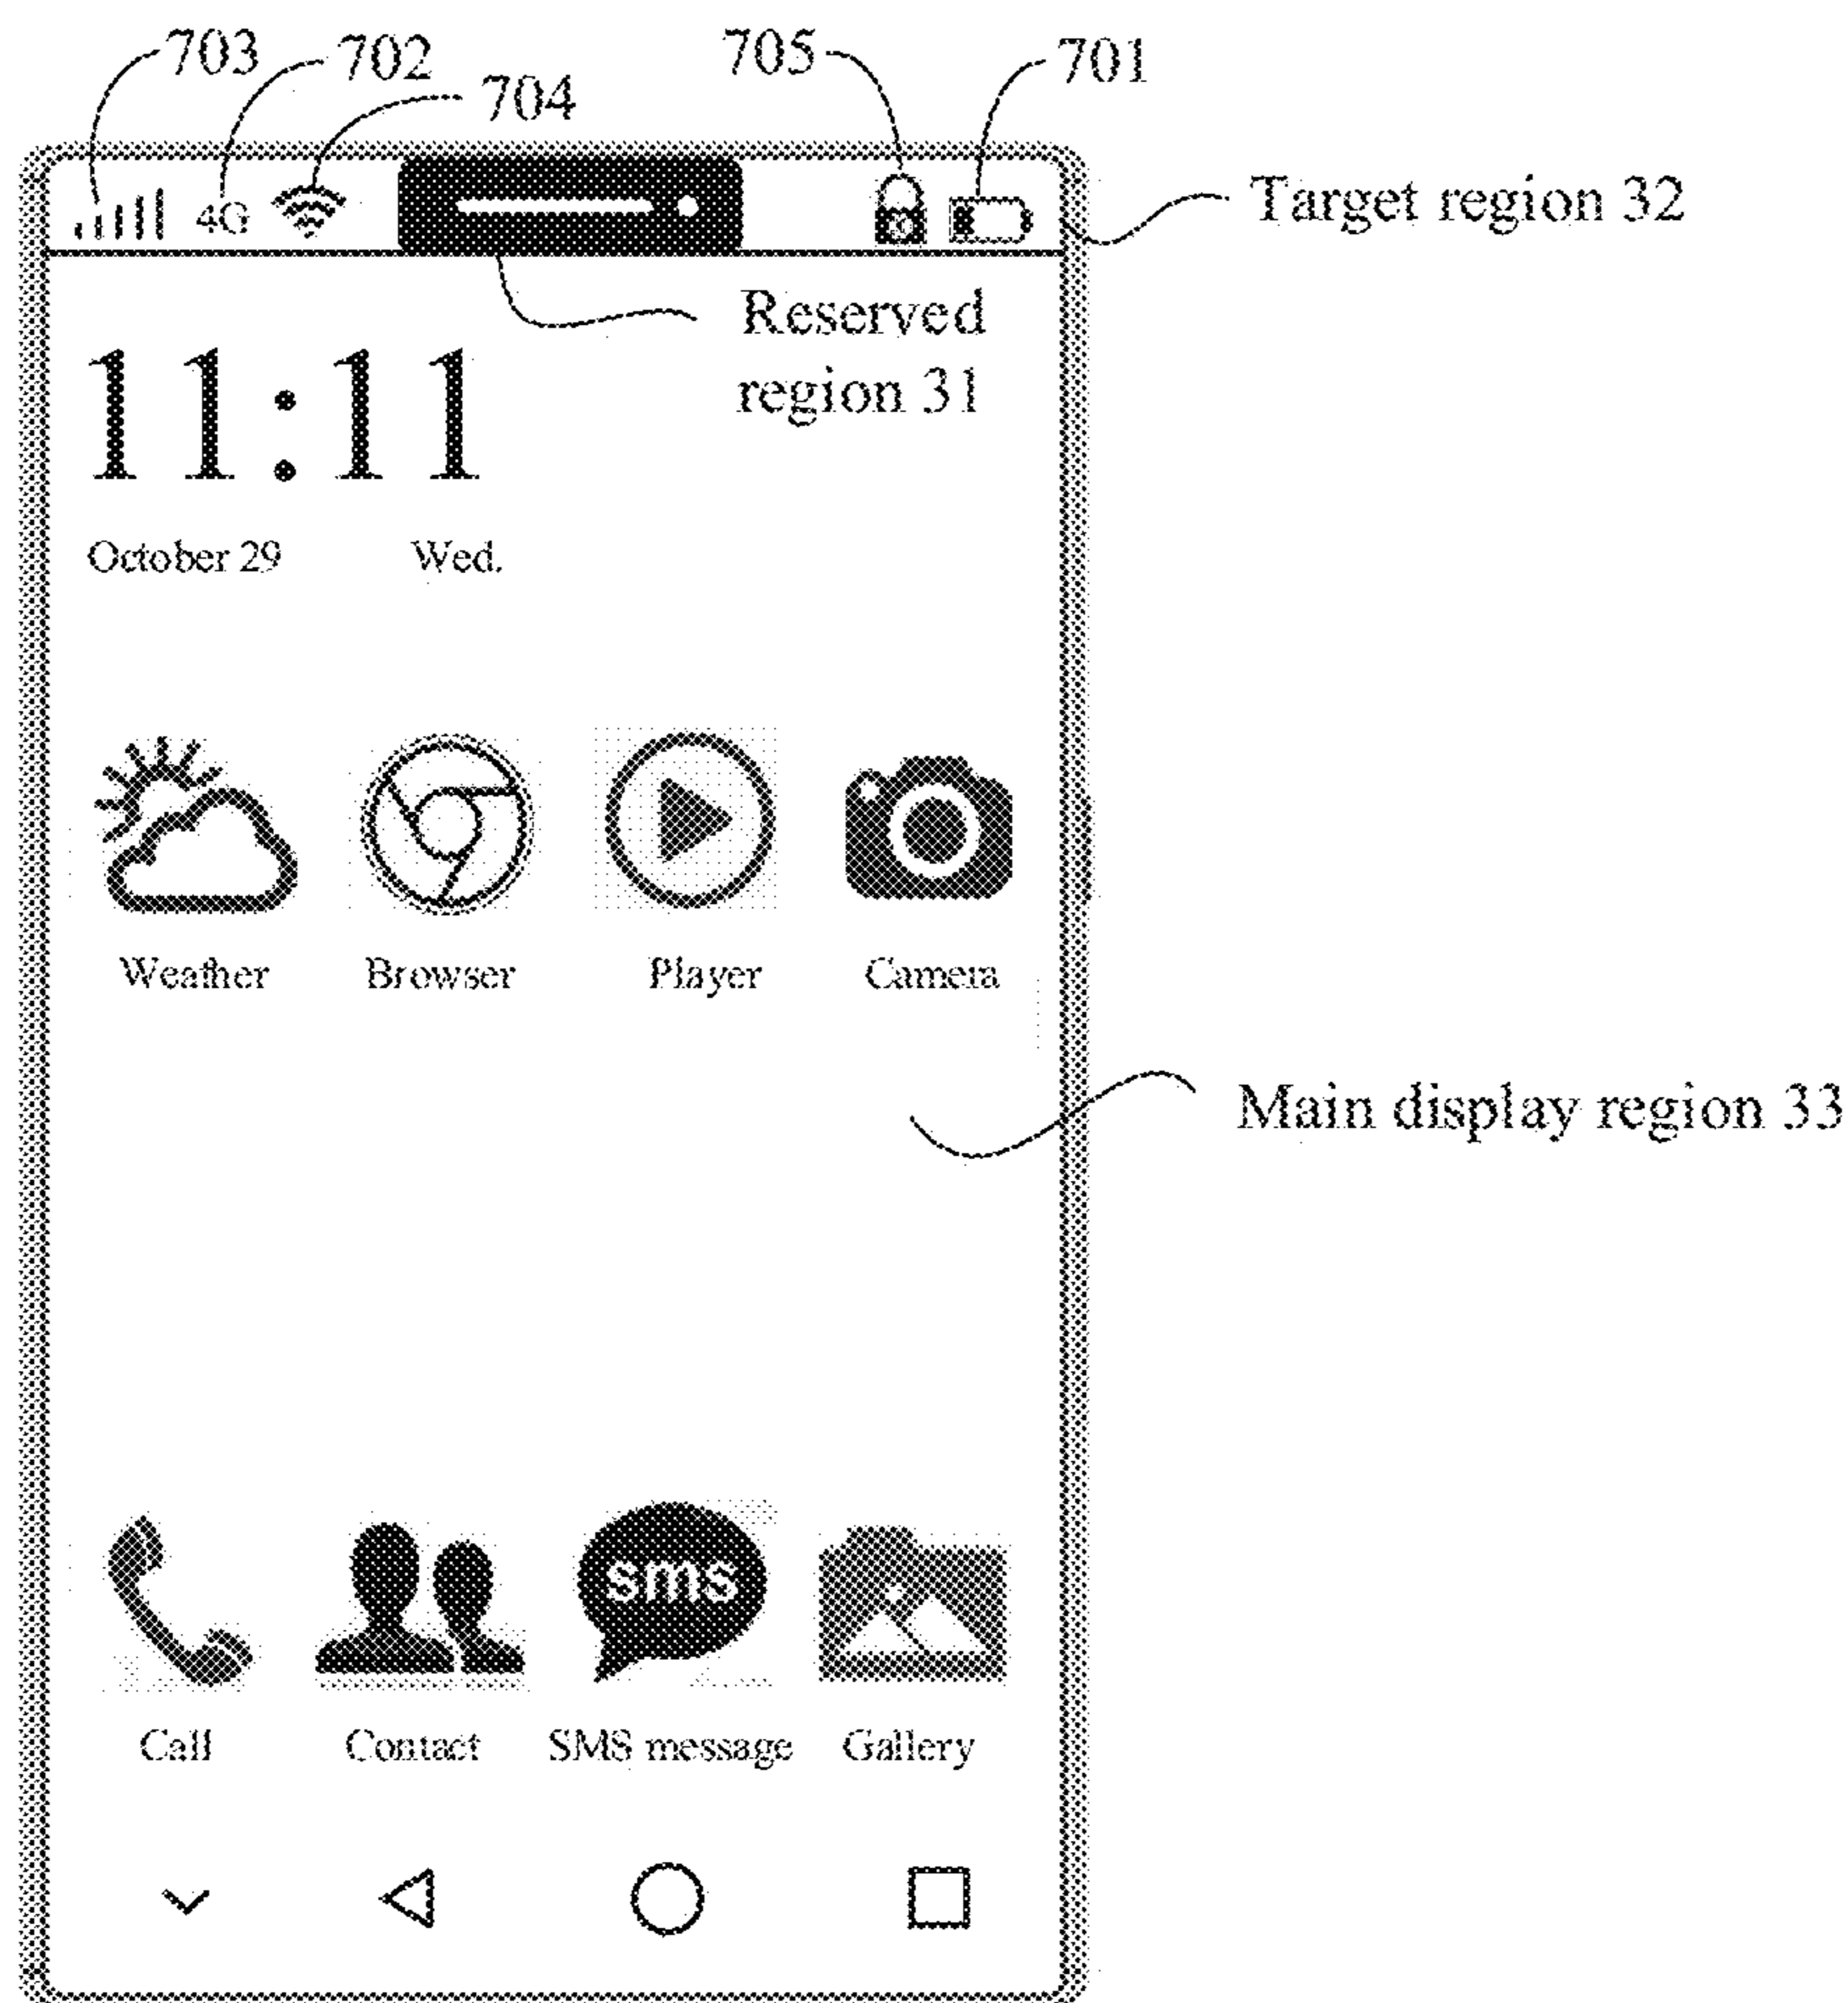 703
702
704
705
701
4G
Target region 32
Reserved
region 31
11:11
October 29 Wed.
Weather Browser Player Camera
Main display region 33
sms
Call Contact SMS message Gallery